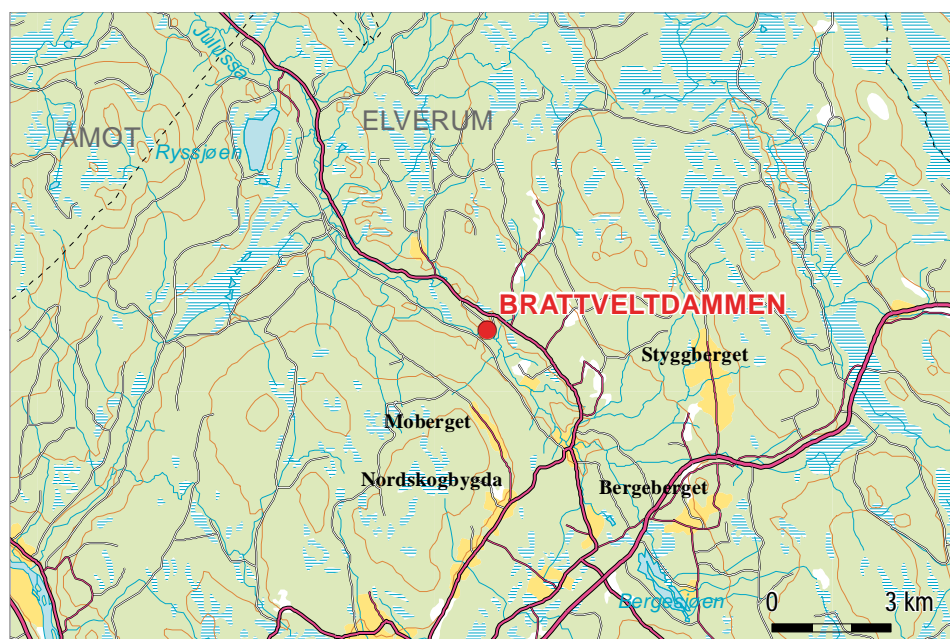 Julussa
ELVERUM
ÅMOT
Ryssjøen
BRATTVELTDAMMEN
Styggberget
Moberget
Nordskogbygda
Bergeberget
Bergesjøen
0 3 km